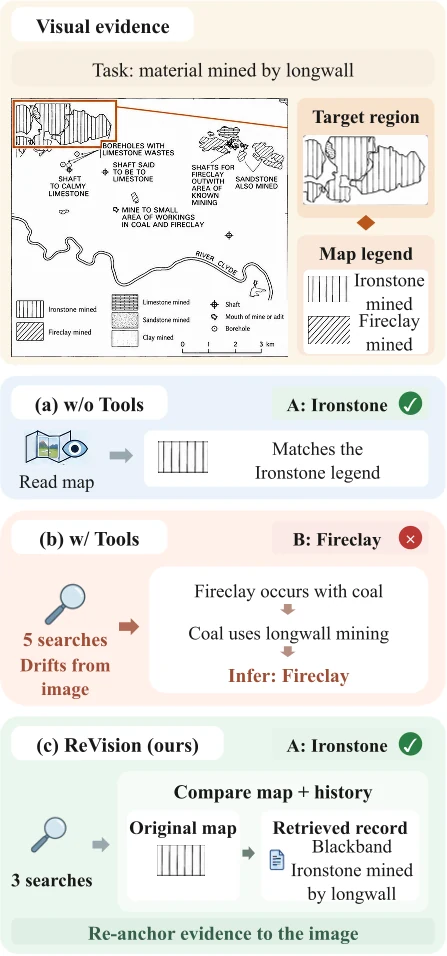 Visual evidence
Task: material mined by longwall
BOREHOLES WITH
LIMESTONE WASTES
SHAFT
TO CALMY
LIMESTONE
SHAFT SAID
TO BE TO
LIMESTONE
MINE TO SMALL
AREA OF WORKINGS
IN COAL AND FIRECLAY
SHAFTS FOR
FIRECLAY
OUTWITH
AREA OF
KNOWN
MINING
SANDSTONE
ALSO MINED
RIVER CLYDE
Ironstone mined
Fireclay mined
Limestone mined
Sandstone mined
Clay mined
Shaft
Mouth of mine or adit
Borehole
0 1 2 3 km
Target region
Map legend
Ironstone
mined
Fireclay
mined
(a) w/o Tools
A: Ironstone
Read map
Matches the
Ironstone legend
(b) w/ Tools
B: Fireclay
5 searches
Drifts from
image
Fireclay occurs with coal
Coal uses longwall mining
Infer: Fireclay
(c) ReVision (ours)
A: Ironstone
3 searches
Compare map + history
Original map
Retrieved record
Blackband
Ironstone mined
by longwall
Re-anchor evidence to the image